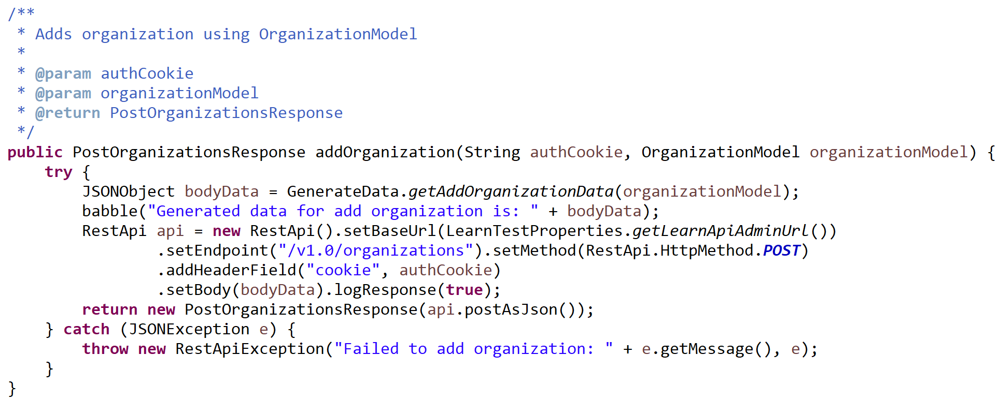 /**
 * Adds organization using OrganizationModel
 *
 * @param authCookie
 * @param organizationModel
 * @return PostOrganizationsResponse
 */
public PostOrganizationsResponse addOrganization(String authCookie, OrganizationModel organizationModel) {
    try {
        JSONObject bodyData = GenerateData.getAddOrganizationData(organizationModel);
        babble("Generated data for add organization is: " + bodyData);
        RestApi api = new RestApi().setBaseUrl(LearnTestProperties.getLearnApiAdminUrl())
                .setEndpoint("/v1.0/organizations").setMethod(RestApi.HttpMethod.POST)
                .addHeaderField("cookie", authCookie)
                .setBody(bodyData).logResponse(true);
        return new PostOrganizationsResponse(api.postAsJson());
    } catch (JSONException e) {
        throw new RestApiException("Failed to add organization: " + e.getMessage(), e);
    }
}